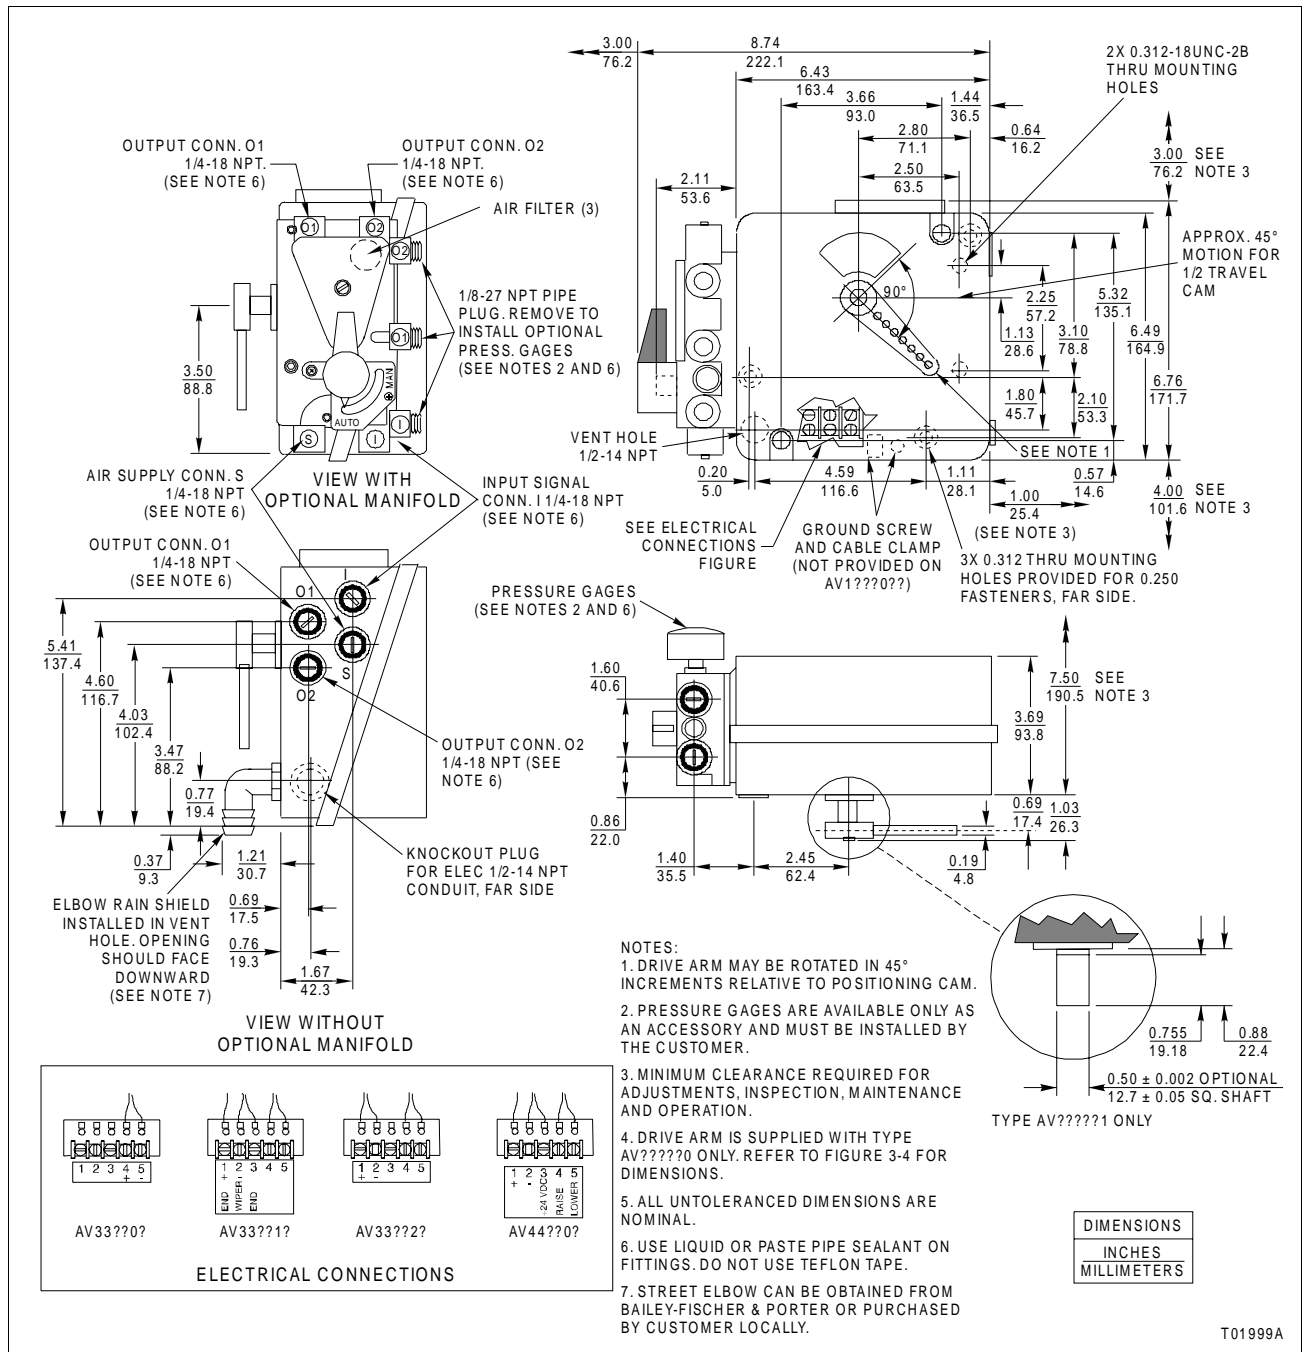 3.00
76.2
8.74
222.1
6.43
163.4
3.66
93.0
1.44
36.5
2.80
71.1
0.64
16.2
2.50
63.5
2.11
53.6
2X 0.312-18UNC-2B
THRU MOUNTING
HOLES
3.00
76.2
SEE
NOTE 3
OUTPUT CONN. O1
1/4-18 NPT.
(SEE NOTE 6)
OUTPUT CONN. O2
1/4-18 NPT.
(SEE NOTE 6)
AIR FILTER (3)
O1
O2
O2
O1
I
S
I
MAN
AUTO
3.50
88.8
1/8-27 NPT PIPE
PLUG. REMOVE TO
INSTALL OPTIONAL
PRESS. GAGES
(SEE NOTES 2 AND 6)
APPROX. 45°
MOTION FOR
1/2 TRAVEL
CAM
90°
2.25
57.2
1.13
28.6
3.10
78.8
5.32
135.1
6.49
164.9
6.76
171.7
1.80
45.7
2.10
53.3
VENT HOLE
1/2-14 NPT
SEE NOTE 1
0.20
5.0
4.59
116.6
1.11
28.1
0.57
14.6
1.00
25.4
(SEE NOTE 3)
4.00
101.6
SEE
NOTE 3
AIR SUPPLY CONN. S
1/4-18 NPT
(SEE NOTE 6)
VIEW WITH
OPTIONAL MANIFOLD
INPUT SIGNAL
CONN. I 1/4-18 NPT
(SEE NOTE 6)
SEE ELECTRICAL
CONNECTIONS
FIGURE
GROUND SCREW
AND CABLE CLAMP
(NOT PROVIDED ON
AV1???0??)
3X 0.312 THRU MOUNTING
HOLES PROVIDED FOR 0.250
FASTENERS, FAR SIDE.
OUTPUT CONN. O1
1/4-18 NPT
(SEE NOTE 6)
O1
I
S
O2
5.41
137.4
4.60
116.7
4.03
102.4
3.47
88.2
0.77
19.4
0.37
9.3
1.21
30.7
0.69
17.5
0.76
19.3
1.67
42.3
OUTPUT CONN. O2
1/4-18 NPT (SEE
NOTE 6)
KNOCKOUT PLUG
FOR ELEC 1/2-14 NPT
CONDUIT, FAR SIDE
ELBOW RAIN SHIELD
INSTALLED IN VENT
HOLE. OPENING
SHOULD FACE
DOWNWARD
(SEE NOTE 7)
VIEW WITHOUT
OPTIONAL MANIFOLD
PRESSURE GAGES
(SEE NOTES 2 AND 6)
1.60
40.6
0.86
22.0
1.40
35.5
2.45
62.4
3.69
93.8
7.50
190.5
SEE
NOTE 3
0.69
17.4
1.03
26.3
0.19
4.8
0.755
19.18
0.88
22.4
0.50 ± 0.002 OPTIONAL
12.7 ± 0.05 SQ. SHAFT
TYPE AV?????1 ONLY
NOTES:
1. DRIVE ARM MAY BE ROTATED IN 45°
INCREMENTS RELATIVE TO POSITIONING CAM.
2. PRESSURE GAGES ARE AVAILABLE ONLY AS
AN ACCESSORY AND MUST BE INSTALLED BY
THE CUSTOMER.
3. MINIMUM CLEARANCE REQUIRED FOR
ADJUSTMENTS, INSPECTION, MAINTENANCE
AND OPERATION.
4. DRIVE ARM IS SUPPLIED WITH TYPE
AV?????0 ONLY. REFER TO FIGURE 3-4 FOR
DIMENSIONS.
5. ALL UNTOLERANCED DIMENSIONS ARE
NOMINAL.
6. USE LIQUID OR PASTE PIPE SEALANT ON
FITTINGS. DO NOT USE TEFLON TAPE.
7. STREET ELBOW CAN BE OBTAINED FROM
BAILEY-FISCHER & PORTER OR PURCHASED
BY CUSTOMER LOCALLY.
1 2 3 4 5
+ -
AV33??0?
1 2 3 4 5
+ -
END
WIPER
END
AV33??1?
1 2 3 4 5
+ -
AV33??2?
1 2 3 4 5
+ -
+24 VDC
RAISE
LOWER
AV44??0?
ELECTRICAL CONNECTIONS
DIMENSIONS
INCHES
MILLIMETERS
T01999A